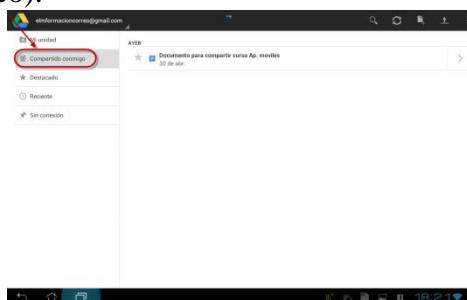 elmformacioncorreo@gmail.com
Mi unidad
Compartido conmigo
Destacado
Reciente
Sin conexión
AYER
Documento para compartir curso Ap. moviles
30 de abr.
18:21